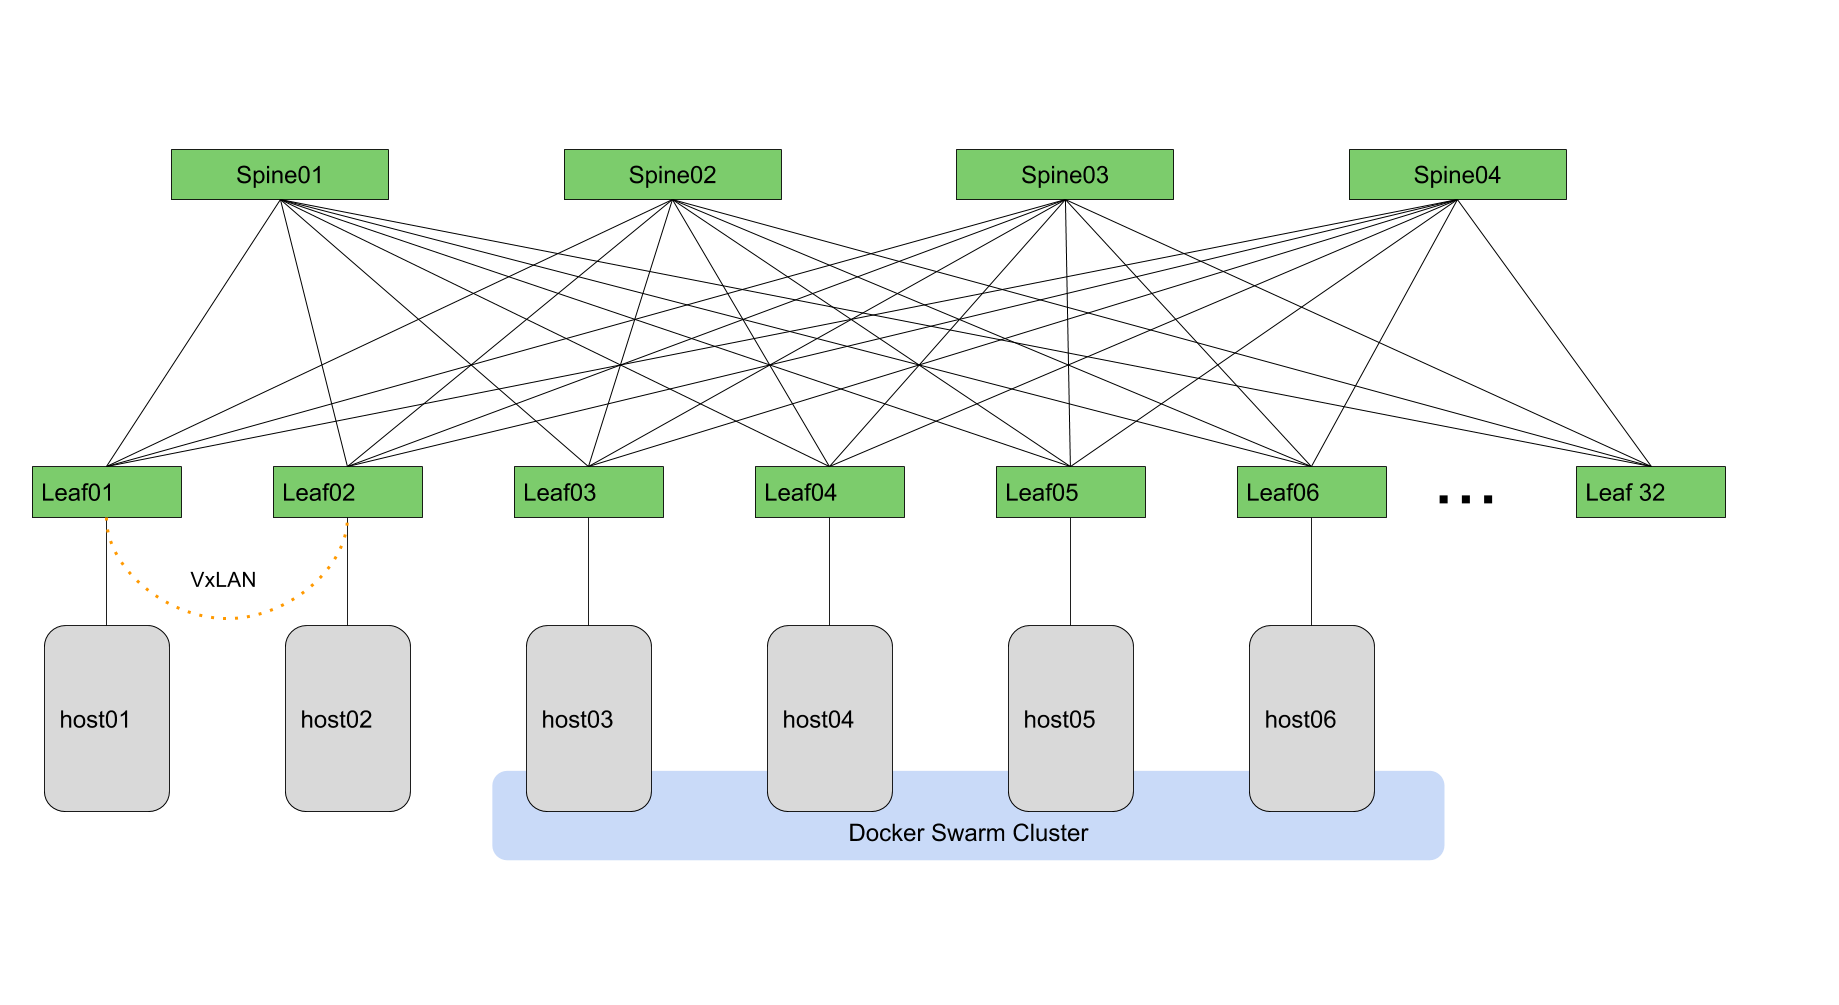 Spine01
Spine02
Spine03
Spine04
Leaf01
Leaf02
Leaf03
Leaf04
Leaf05
Leaf06
...
Leaf 32
VxLAN
host01
host02
host03
host04
host05
host06
Docker Swarm Cluster